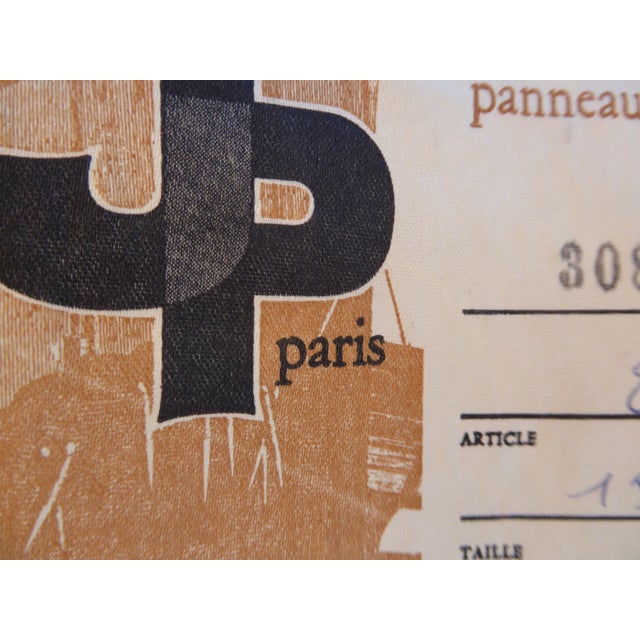 JP
panneau
308
paris
ARTICLE
TAILLE